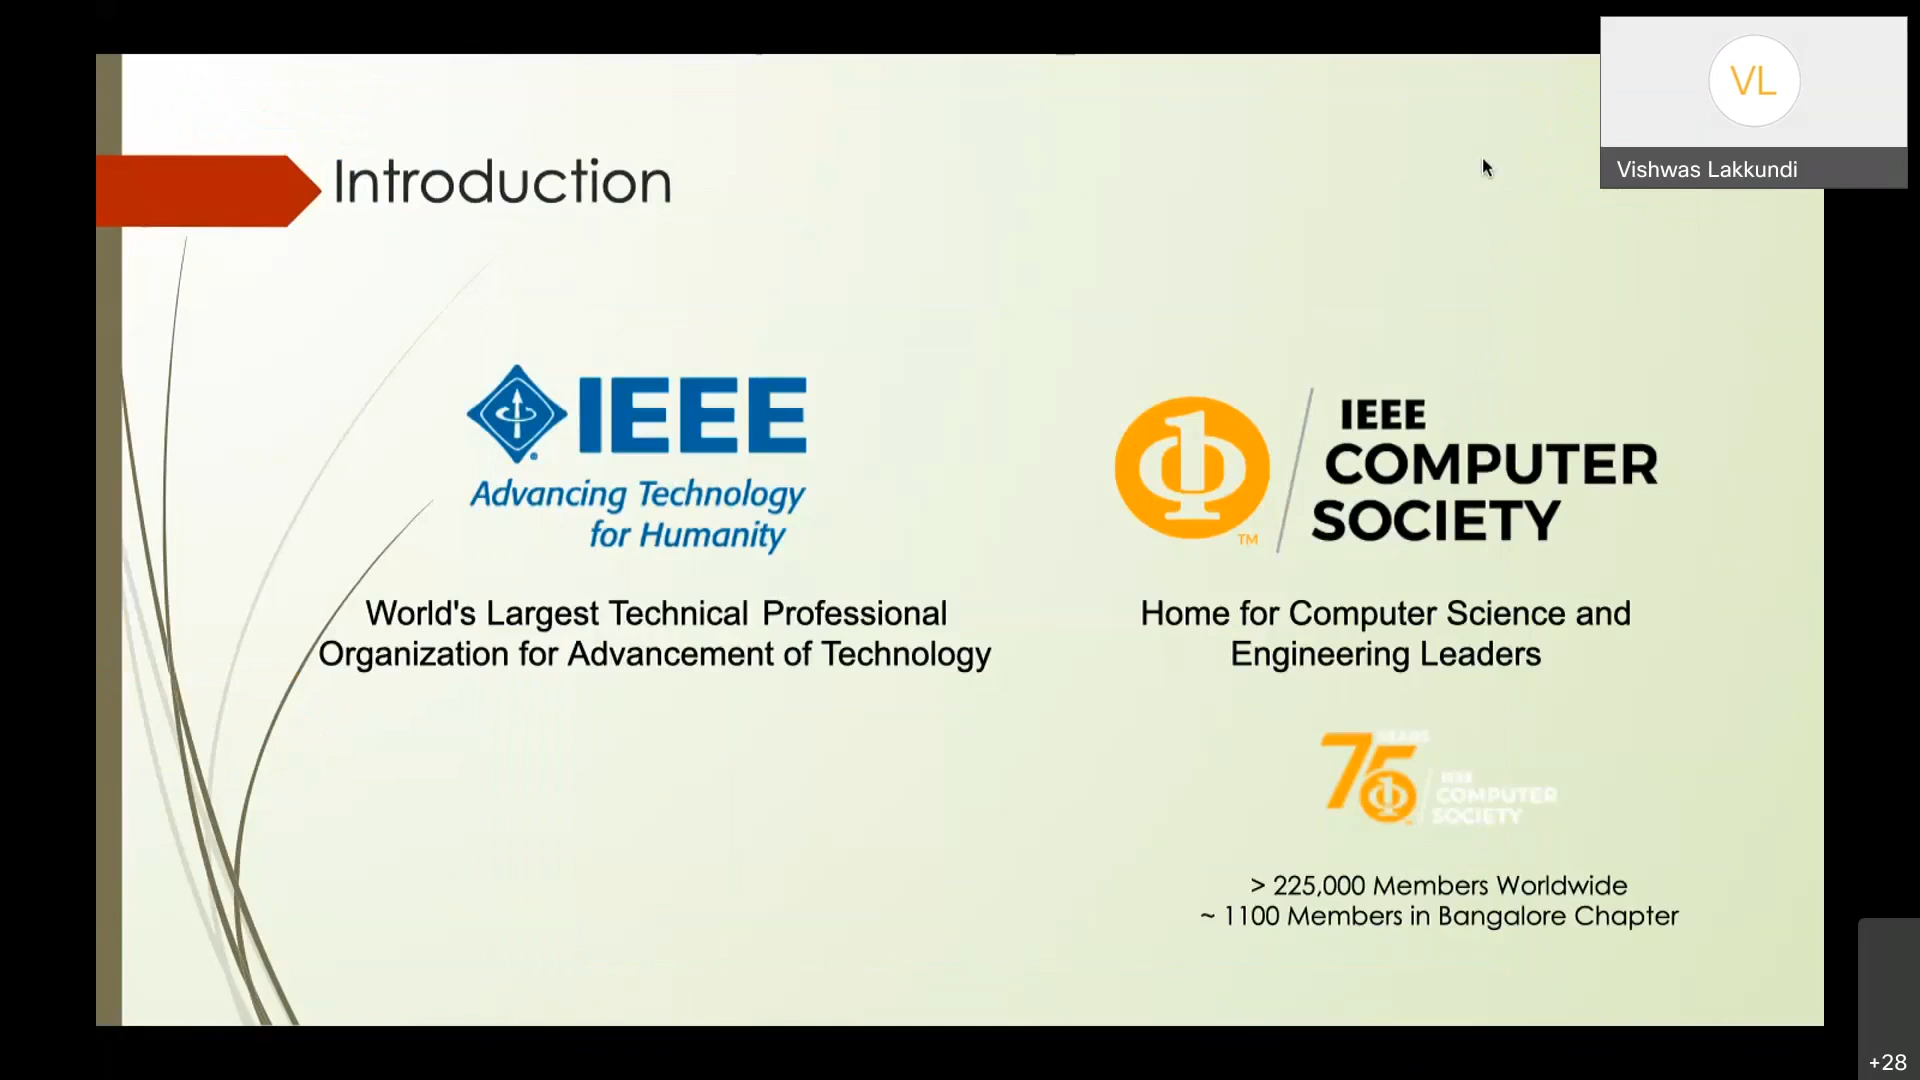 VL
Vishwas Lakkundi
Introduction
IEEE
Advancing Technology
for Humanity
World's Largest Technical Professional
Organization for Advancement of Technology
IEEE
COMPUTER
SOCIETY
TM
Home for Computer Science and
Engineering Leaders
75
YEARS
IEEE
COMPUTER
SOCIETY
> 225,000 Members Worldwide
~ 1100 Members in Bangalore Chapter
+28